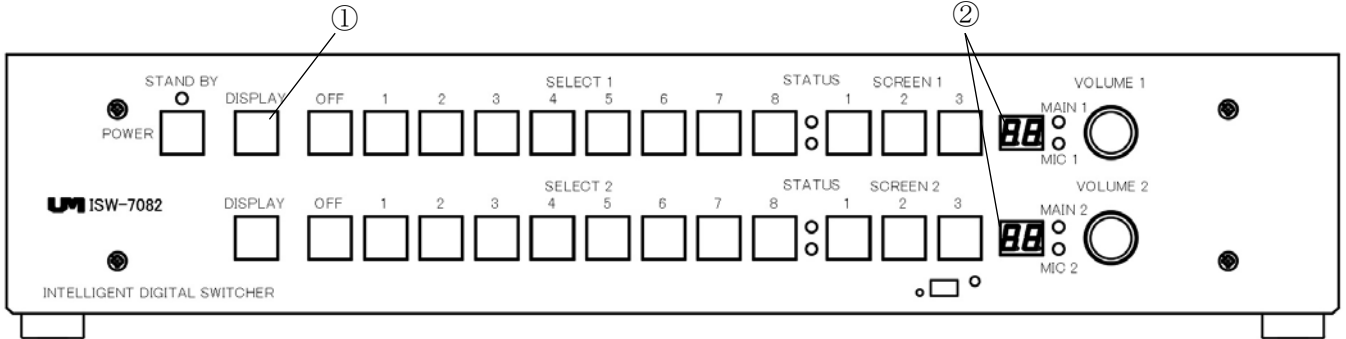 ① ②
STAND BY SELECT 1 STATUS SCREEN 1 VOLUME 1
DISPLAY OFF 1 2 3 4 5 6 7 8 1 2 3
MAIN 1
POWER 88
MIC 1
SELECT 2 STATUS SCREEN 2 VOLUME 2
UM ISW-7082 DISPLAY OFF 1 2 3 4 5 6 7 8 1 2 3
MAIN 2
88
MIC 2
INTELLIGENT DIGITAL SWITCHER